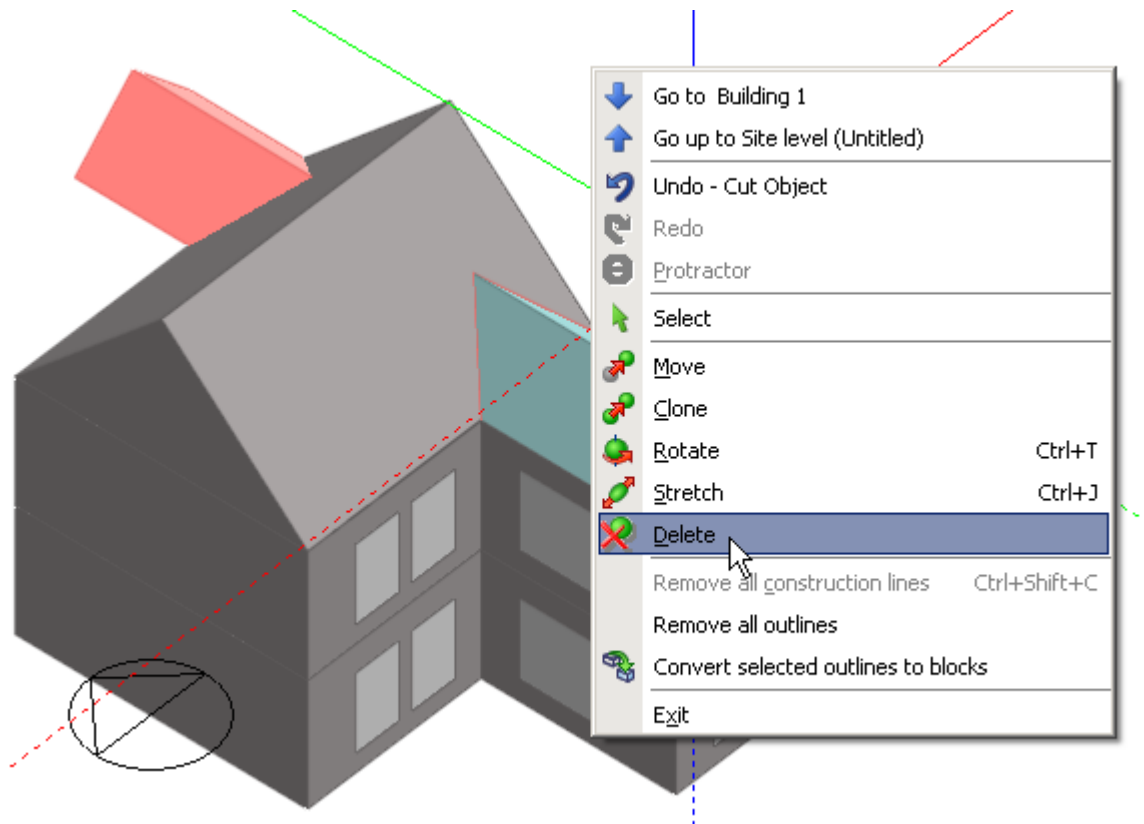 Go to  Building 1
Go up to Site level (Untitled)
Undo - Cut Object
Redo
Protractor
Select
Move
Clone
Rotate Ctrl+T
Stretch Ctrl+J
Delete
Remove all construction lines Ctrl+Shift+C
Remove all outlines
Convert selected outlines to blocks
Exit